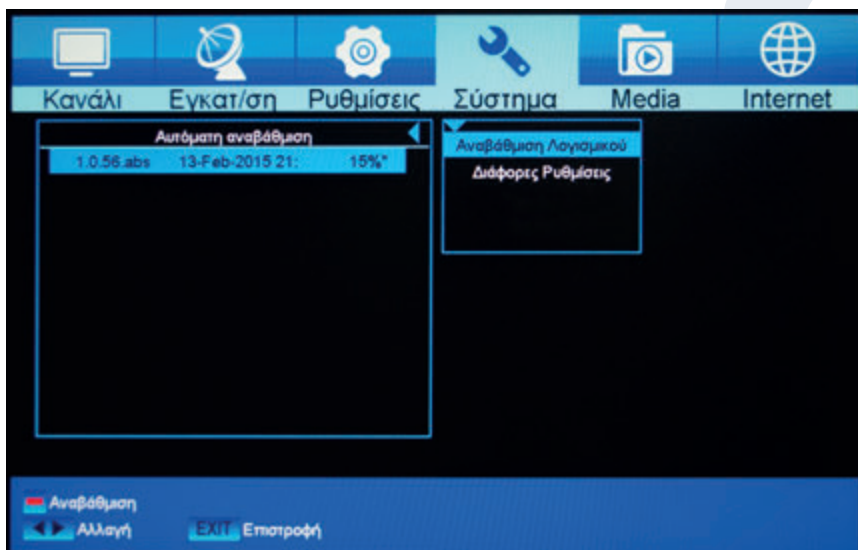 Κανάλι Εγκατ/ση Ρυθμίσεις Σύστημα Media Internet
Αυτόματη αναβάθμιση
1.0.56.abs 13-Feb-2015 21: 15%"
Αναβάθμιση Λογισμικού
Διάφορες Ρυθμίσεις
Αναβάθμιση
Αλλαγή EXIT Επιστροφή